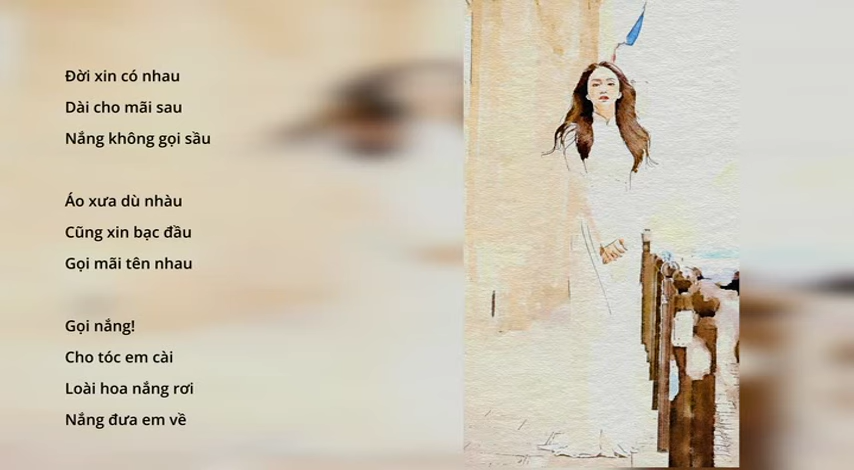 Đời xin có nhau
Dài cho mãi sau
Nắng không gọi sầu
Áo xưa dù nhàu
Cũng xin bạc đầu
Gọi mãi tên nhau
Gọi nắng!
Cho tóc em cài
Loài hoa nắng rơi
Nắng đưa em về